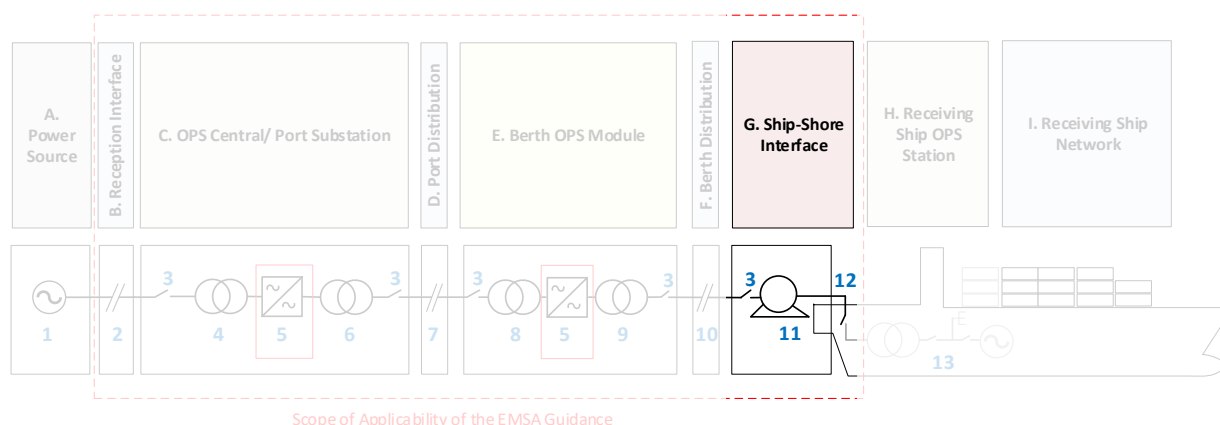 A.
Power
Source
B. Reception Interface
C. OPS Central/ Port Substation
D. Port Distribution
E. Berth OPS Module
F. Berth Distribution
G. Ship-Shore
Interface
H. Receiving
Ship OPS
Station
I. Receiving Ship
Network
3
3
3
3
3
12
1
2
4
5
6
7
8
5
9
10
11
13
Scope of Applicability of the EMSA Guidance